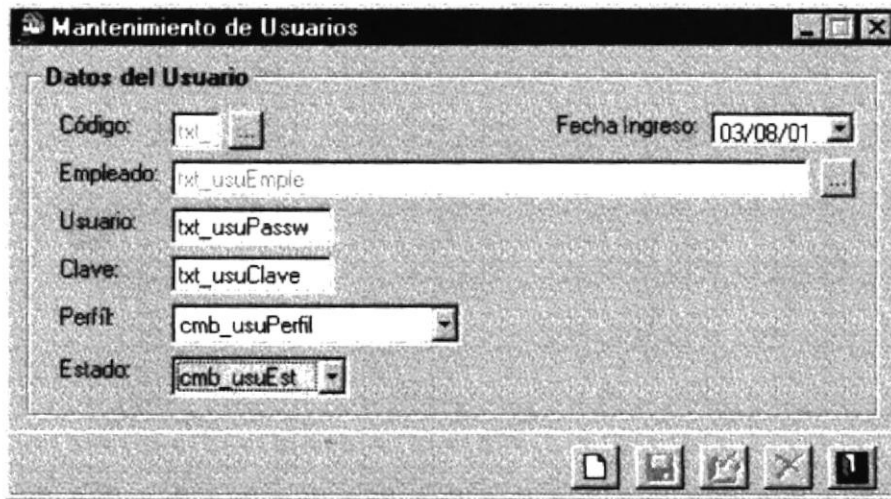 Mantenimiento de Usuarios
Datos del Usuario
Código: txt_ ... Fecha Ingreso: 03/08/01
Empleado: txt_usuEmple ...
Usuario: txt_usuPassw
Clave: txt_usuClave
Perfíl: cmb_usuPerfil
Estado: cmb_usuEst